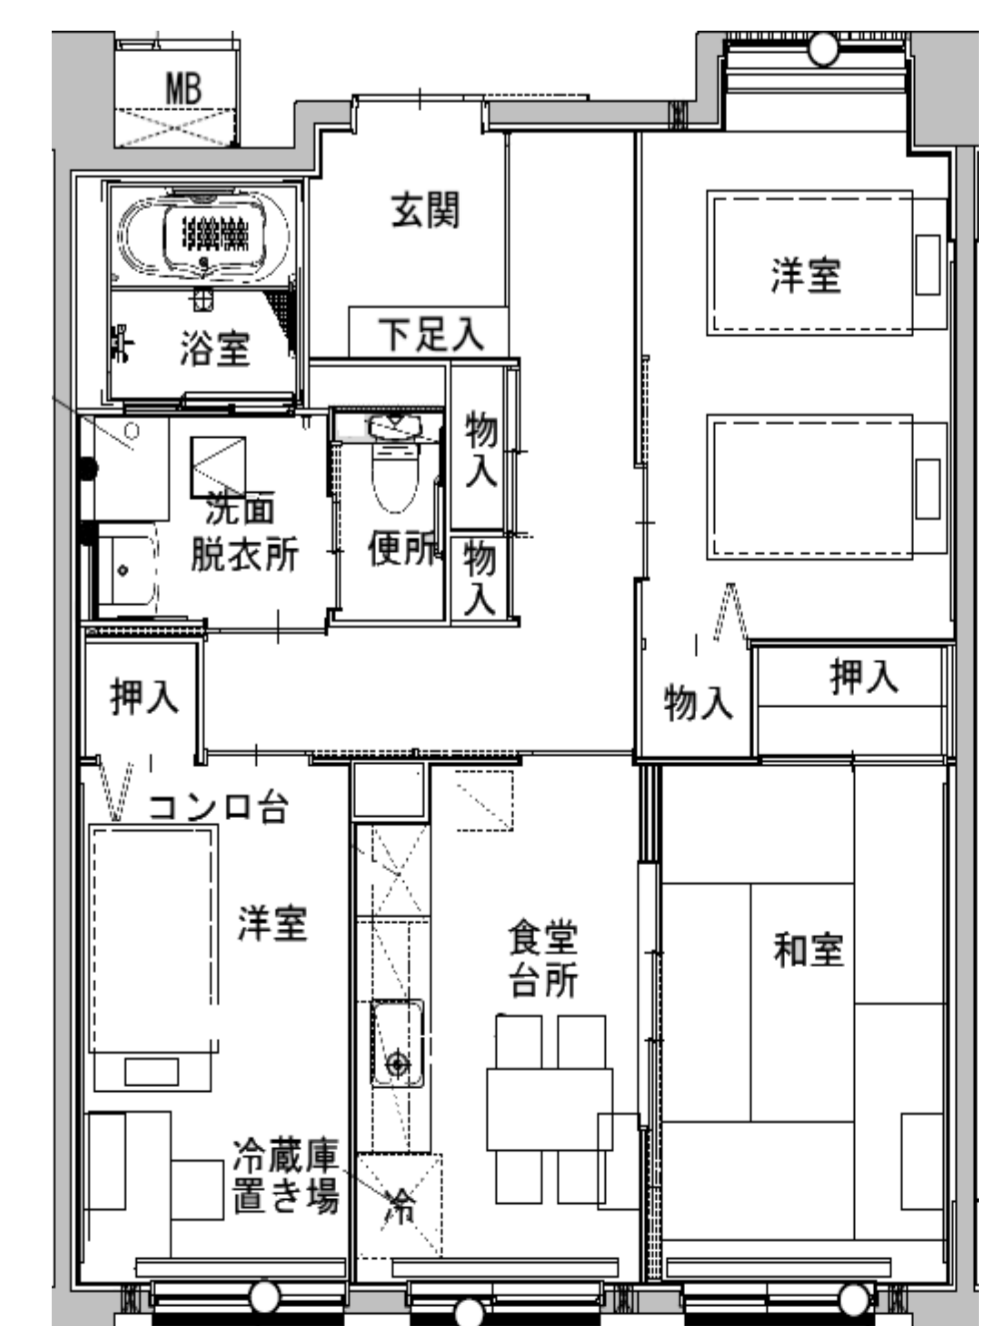 MB
玄関
洋室
下足入
浴室
物
入
洗面
脱衣所
便所
物
入
押入
物入
押入
コンロ台
洋室
食堂
台所
和室
冷蔵庫
置き場
冷